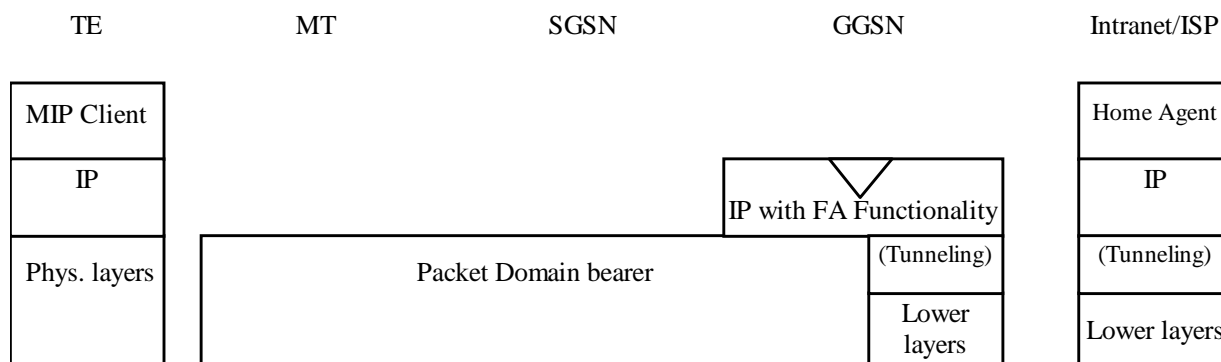 TE MT SGSN GGSN Intranet/ISP
MIP Client Home Agent
IP IP
IP with FA Functionality
Phys. layers Packet Domain bearer (Tunneling) (Tunneling)
Lower
layers Lower layers